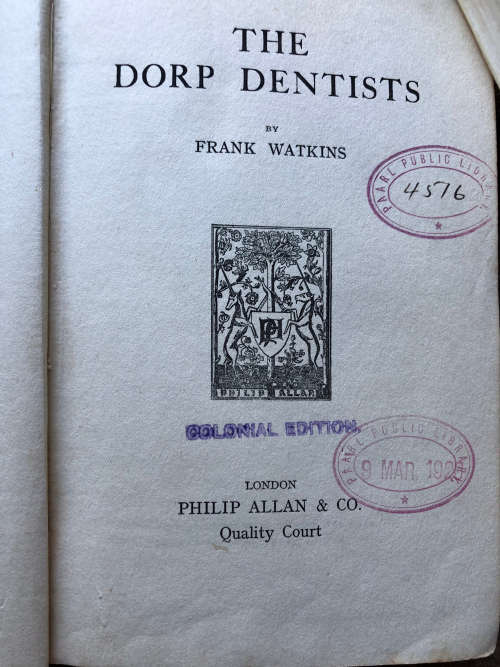 THE
DORP DENTISTS
BY
FRANK WATKINS
PAARL PUBLIC LIBRARY
4516
PHILIP ALLAN
COLONIAL EDITION.
PAARL PUBLIC LIBRARY
9 MAR. 192
LONDON
PHILIP ALLAN & CO.
Quality Court